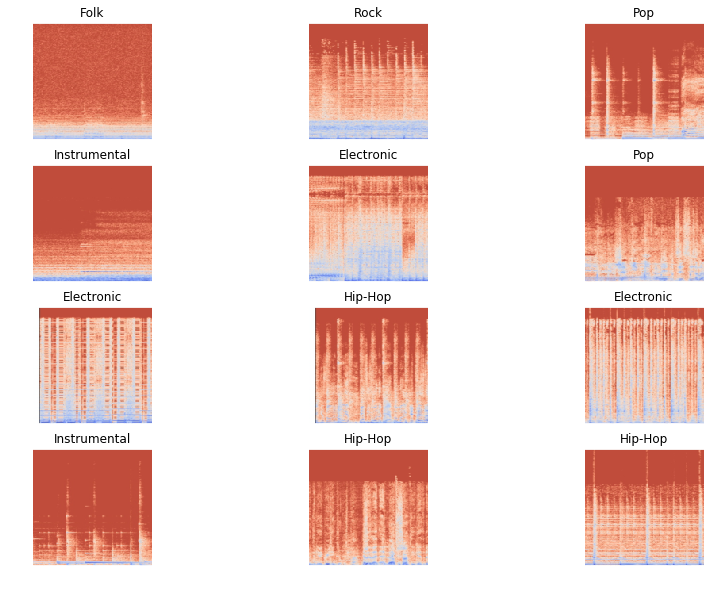 Folk
Rock
Pop
Instrumental
Electronic
Pop
Electronic
Hip-Hop
Electronic
Instrumental
Hip-Hop
Hip-Hop